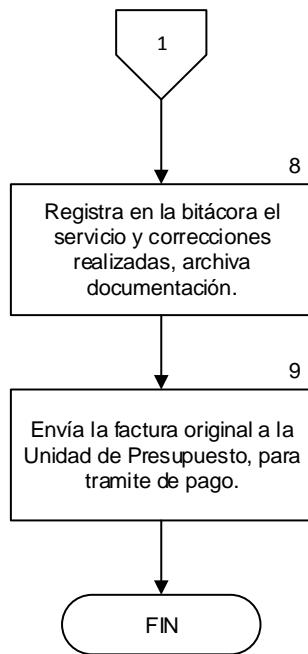 1
8
Registra en la bitácora el
servicio y correcciones
realizadas, archiva
documentación.
9
Envía la factura original a la
Unidad de Presupuesto, para
tramite de pago.
FIN